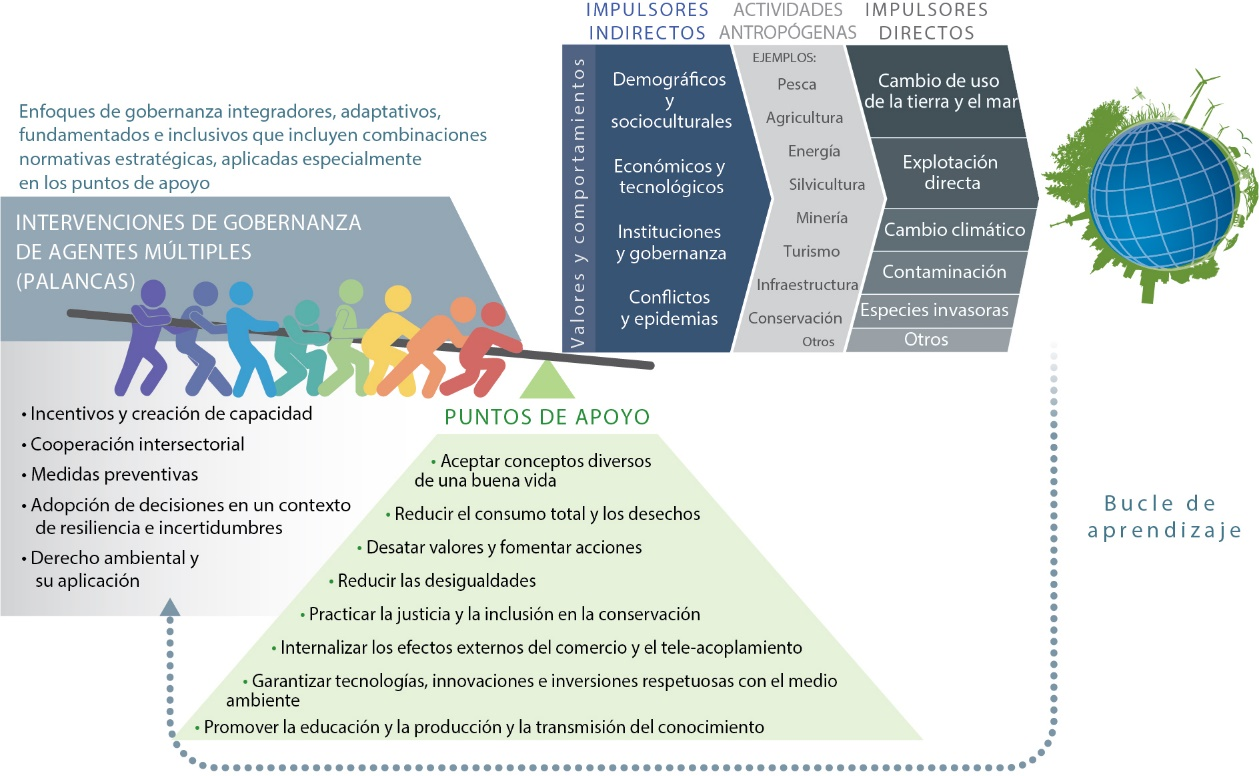 IMPULSORES
INDIRECTOS
ACTIVIDADES
ANTROPÓGENAS
IMPULSORES
DIRECTOS
Valores y comportamientos
Demográficos
y
socioculturales
Económicos y
tecnológicos
Instituciones
y gobernanza
Conflictos
y epidemias
EJEMPLOS:
Pesca
Agricultura
Energía
Silvicultura
Minería
Turismo
Infraestructura
Conservación
Otros
Cambio de uso
de la tierra y el mar
Explotación
directa
Cambio climático
Contaminación
Especies invasoras
Otros
Enfoques de gobernanza integradores, adaptativos,
fundamentados e inclusivos que incluyen combinaciones
normativas estratégicas, aplicadas especialmente
en los puntos de apoyo
INTERVENCIONES DE GOBERNANZA
DE AGENTES MÚLTIPLES
(PALANCAS)
• Incentivos y creación de capacidad
• Cooperación intersectorial
• Medidas preventivas
• Adopción de decisiones en un contexto
de resiliencia e incertidumbres
• Derecho ambiental y
su aplicación
PUNTOS DE APOYO
• Aceptar conceptos diversos
de una buena vida
• Reducir el consumo total y los desechos
• Desatar valores y fomentar acciones
• Reducir las desigualdades
• Practicar la justicia y la inclusión en la conservación
• Internalizar los efectos externos del comercio y el tele-acoplamiento
• Garantizar tecnologías, innovaciones e inversiones respetuosas con el medio
ambiente
• Promover la educación y la producción y la transmisión del conocimiento
Bucle de
aprendizaje